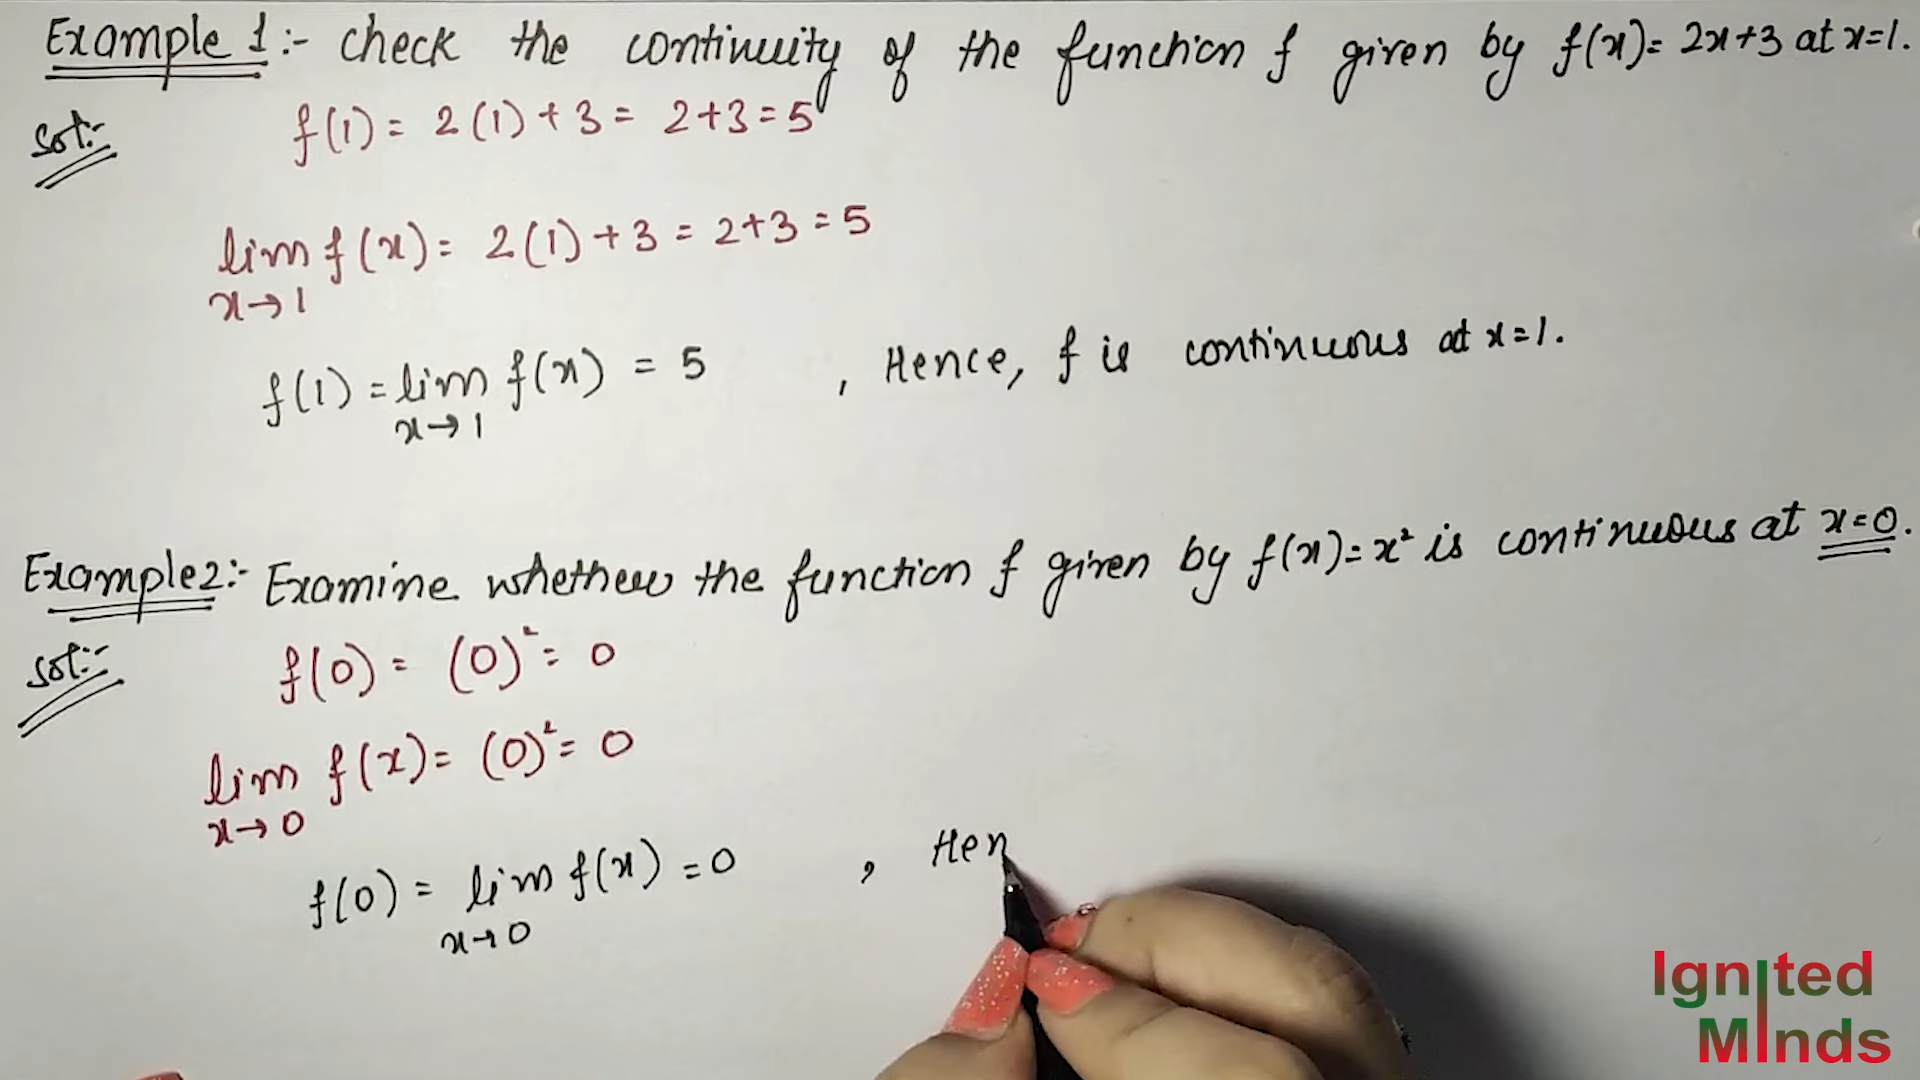 Example 1:- Check the continuity of the function f given by f(x)= 2x+3 at x=1.
Sol:-
f(1) = 2(1)+3 = 2+3=5
lim f(x)= 2(1)+3 = 2+3 =5
x→1
f(1) = lim f(x) = 5 , Hence, f is continuous at x=1.
x→1
Example2:- Examine whether the function f given by f(x)=x² is continuous at x=0.
Sol:-
f(0) = (0)²= 0
lim f(x)= (0)²= 0
x→0
f(0) = lim f(x) =0 , Hen
x→0
Ignited
Minds